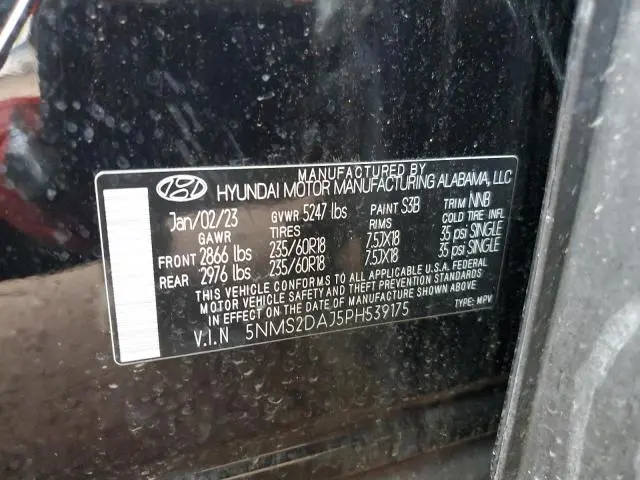 MANUFACTURED BY
HYUNDAI MOTOR MANUFACTURING ALABAMA, LLC
Jan/02/23 GVWR 5247 lbs PAINT S3B TRIM NNB
GAWR TIRES RIMS COLD TIRE INFL
FRONT 2866 lbs 235/60R18 7.5JX18 35 psi SINGLE
REAR 2976 lbs 235/60R18 7.5JX18 35 psi SINGLE
THIS VEHICLE CONFORMS TO ALL APPLICABLE U.S.A. FEDERAL
MOTOR VEHICLE SAFETY AND THEFT PREVENTION STANDARDS
IN EFFECT ON THE DATE OF MANUFACTURE SHOWN ABOVE
V.I.N 5NMS2DAJ5PH539175 TYPE: MPV